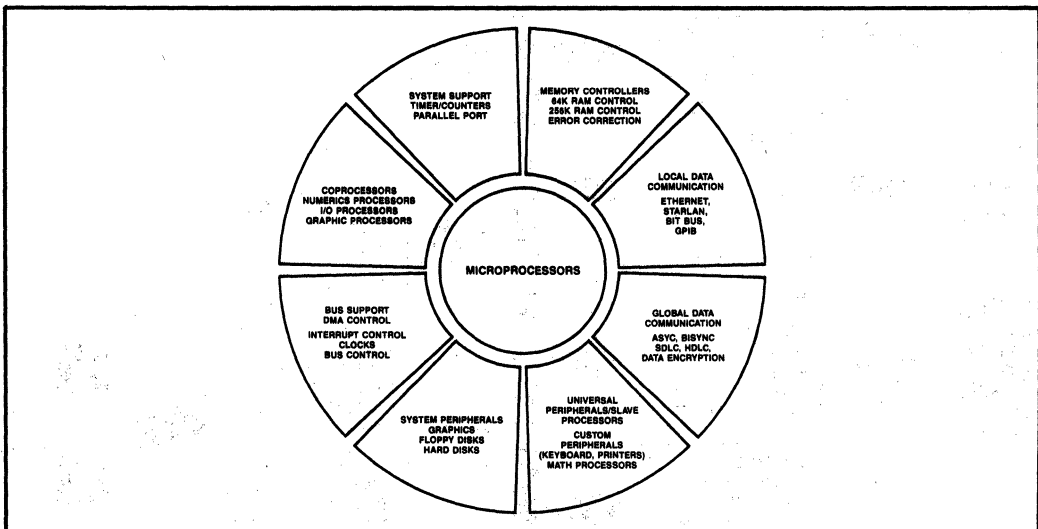 SYSTEM SUPPORT
TIMER/COUNTERS
PARALLEL PORT
MEMORY CONTROLLERS
64K RAM CONTROL
256K RAM CONTROL
ERROR CORRECTION
LOCAL DATA
COMMUNICATION
ETHERNET,
STARLAN,
BIT BUS,
GPIB
GLOBAL DATA
COMMUNICATION
ASYC, BISYNC
SDLC, HDLC,
DATA ENCRYPTION
UNIVERSAL
PERIPHERALS/SLAVE
PROCESSORS
CUSTOM
PERIPHERALS
(KEYBOARD, PRINTERS)
MATH PROCESSORS
SYSTEM PERIPHERALS
GRAPHICS
FLOPPY DISKS
HARD DISKS
BUS SUPPORT
DMA CONTROL
INTERRUPT CONTROL
CLOCKS
BUS CONTROL
COPROCESSORS
NUMERICS PROCESSORS
I/O PROCESSORS
GRAPHIC PROCESSORS
MICROPROCESSORS